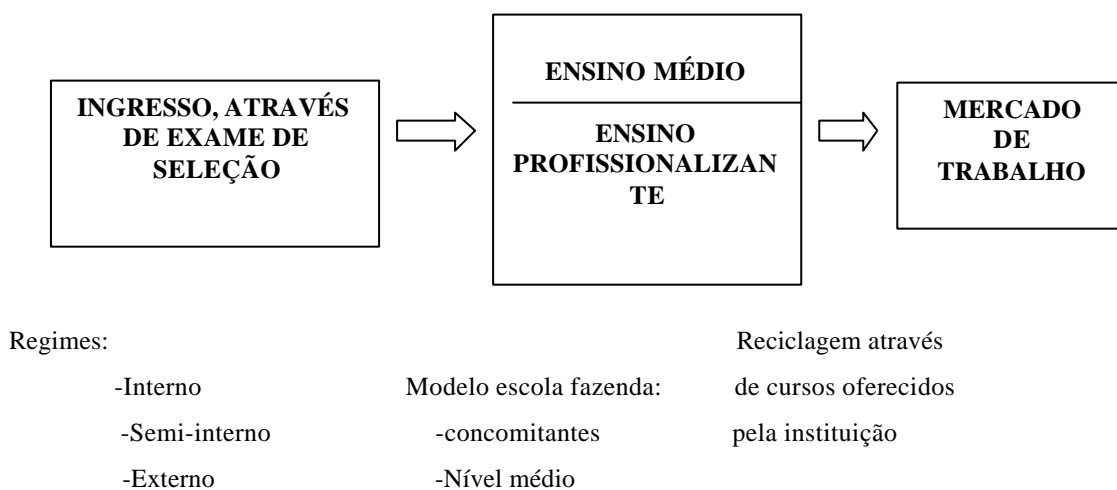 INGRESSO, ATRAVÉS
DE EXAME DE
SELEÇÃO
ENSINO MÉDIO
ENSINO
PROFISSIONALIZAN
TE
MERCADO
DE
TRABALHO
Regimes:
-Interno
-Semi-interno
-Externo
Modelo escola fazenda:
-concomitantes
-Nível médio
Reciclagem através
de cursos oferecidos
pela instituição